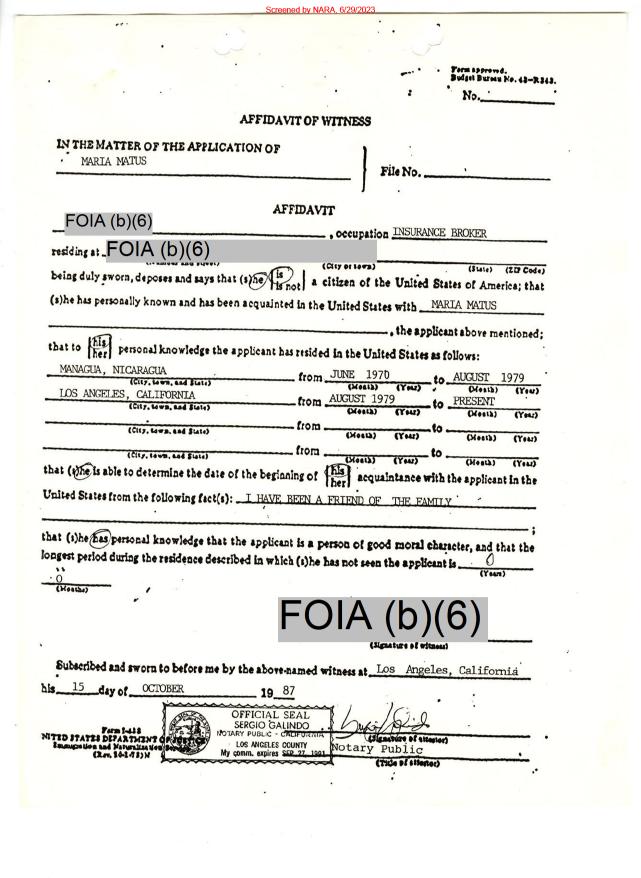 Screened by NARA, 6/29/2023
Form approved.
Budget Bureau No. 43-R343.
No.
AFFIDAVIT OF WITNESS
IN THE MATTER OF THE APPLICATION OF
MARIA MATUS
File No.
AFFIDAVIT
FOIA (b)(6) , occupation INSURANCE BROKER
residing at FOIA (b)(6)
(City or town) (State) (ZIP Code)
being duly sworn, deposes and says that (s)he is is not a citizen of the United States of America; that
(s)he has personally known and has been acquainted in the United States with MARIA MATUS
, the applicant above mentioned;
that to his her personal knowledge the applicant has resided in the United States as follows:
MANAGUA, NICARAGUA from JUNE 1970 to AUGUST 1979
(City, town, and State) (Month) (Year) (Month) (Year)
LOS ANGELES, CALIFORNIA from AUGUST 1979 to PRESENT
(City, town, and State) (Month) (Year) (Month) (Year)
from to
(City, town, and State) (Month) (Year) (Month) (Year)
from to
(City, town, and State) (Month) (Year) (Month) (Year)
that (s)he is able to determine the date of the beginning of his her acquaintance with the applicant in the
United States from the following fact(s): I HAVE BEEN A FRIEND OF THE FAMILY
;
that (s)he has personal knowledge that the applicant is a person of good moral character, and that the
longest period during the residence described in which (s)he has not seen the applicant is 0
(Years)
0
(Months)
FOIA (b)(6)
(Signature of witness)
Subscribed and sworn to before me by the above-named witness at Los Angeles, California
his 15 day of OCTOBER 19 87
OFFICIAL SEAL
SERGIO GALINDO
NOTARY PUBLIC - CALIFORNIA
LOS ANGELES COUNTY
My comm. expires SEP 27, 1991
(Signature of attestor)
Notary Public
(Title of attestor)
NITED STATES DEPARTMENT OF JUSTICE
Immigration and Naturalization Service